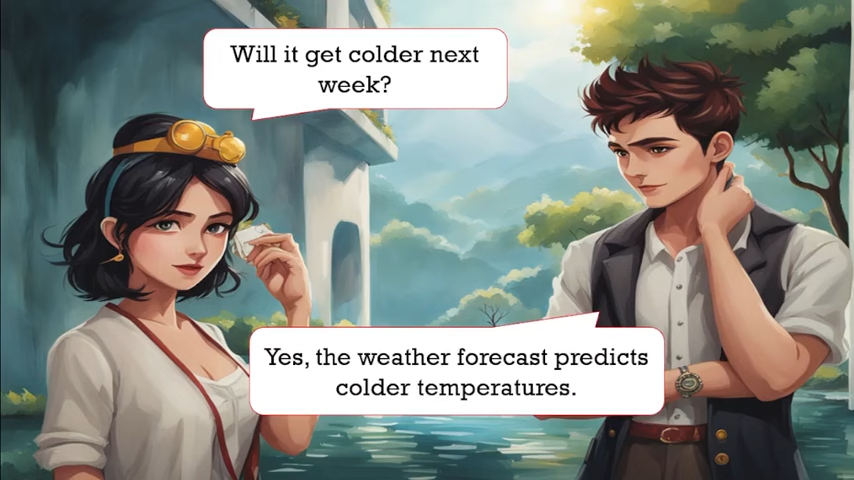 Will it get colder next
week?
Yes, the weather forecast predicts
colder temperatures.